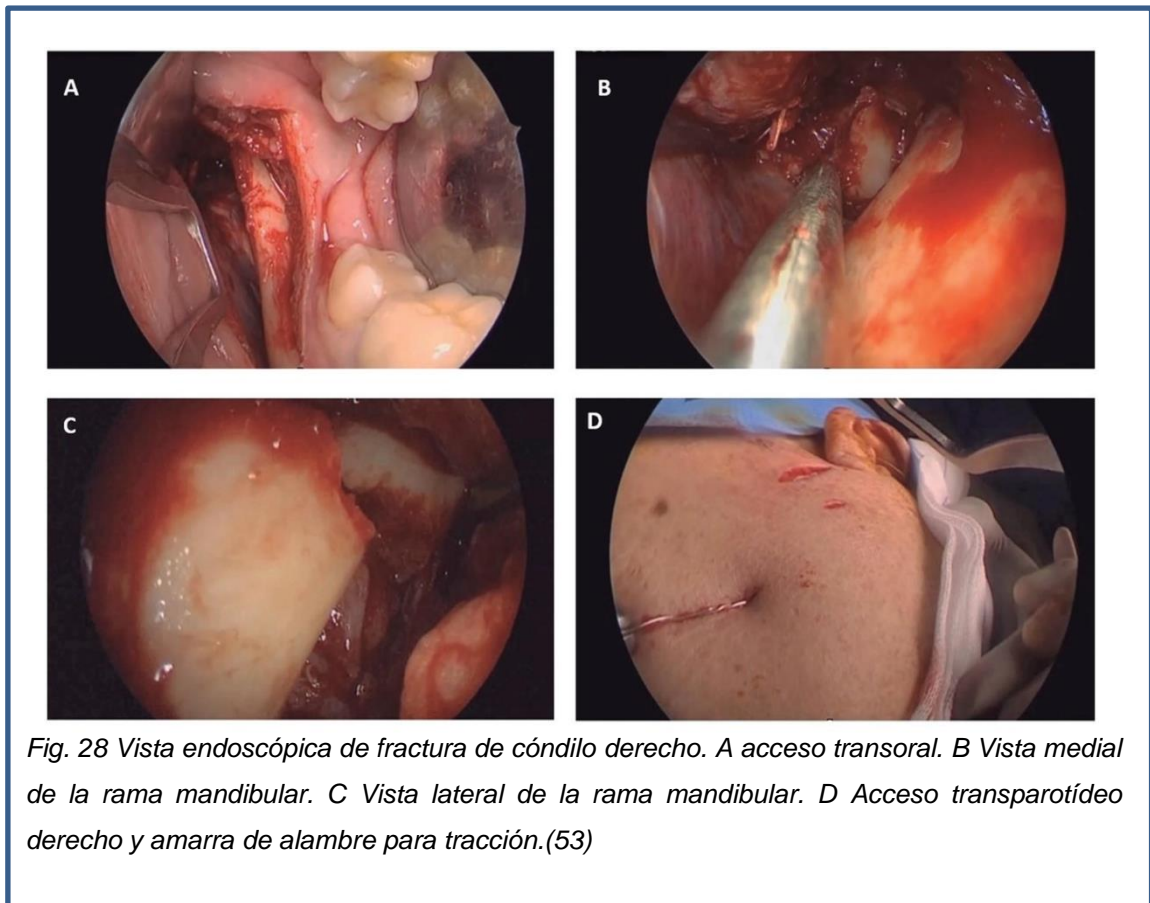 A
B
C
D
Fig. 28 Vista endoscópica de fractura de cóndilo derecho. A acceso transoral. B Vista medial
de la rama mandibular. C Vista lateral de la rama mandibular. D Acceso transparotídeo
derecho y amarra de alambre para tracción.(53)